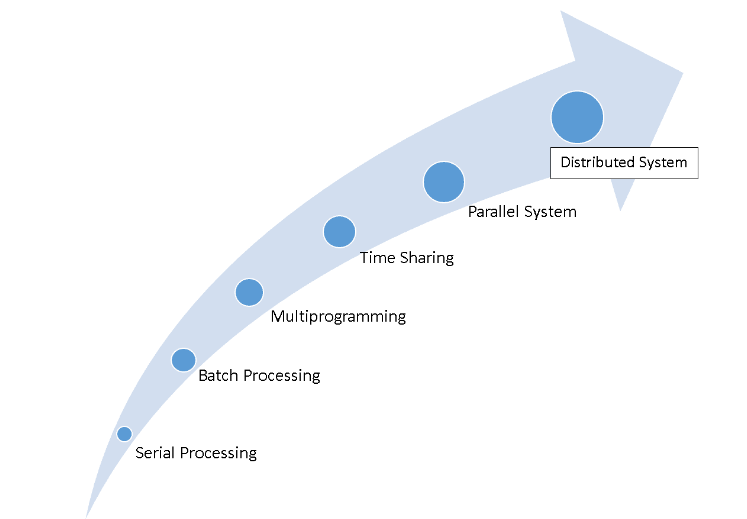 Distributed System
Parallel System
Time Sharing
Multiprogramming
Batch Processing
Serial Processing